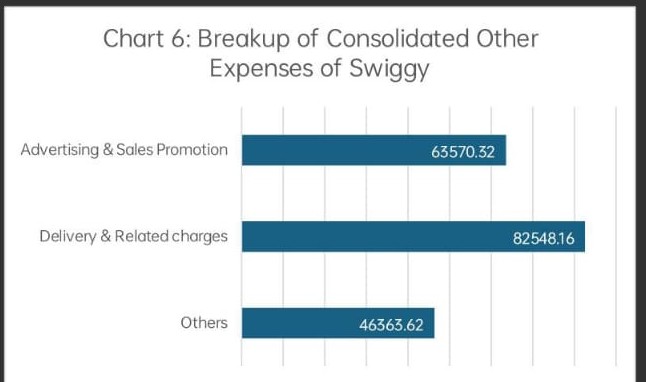 Chart 6: Breakup of Consolidated Other
Expenses of Swiggy
Advertising & Sales Promotion 63570.32
Delivery & Related charges 82548.16
Others 46363.62